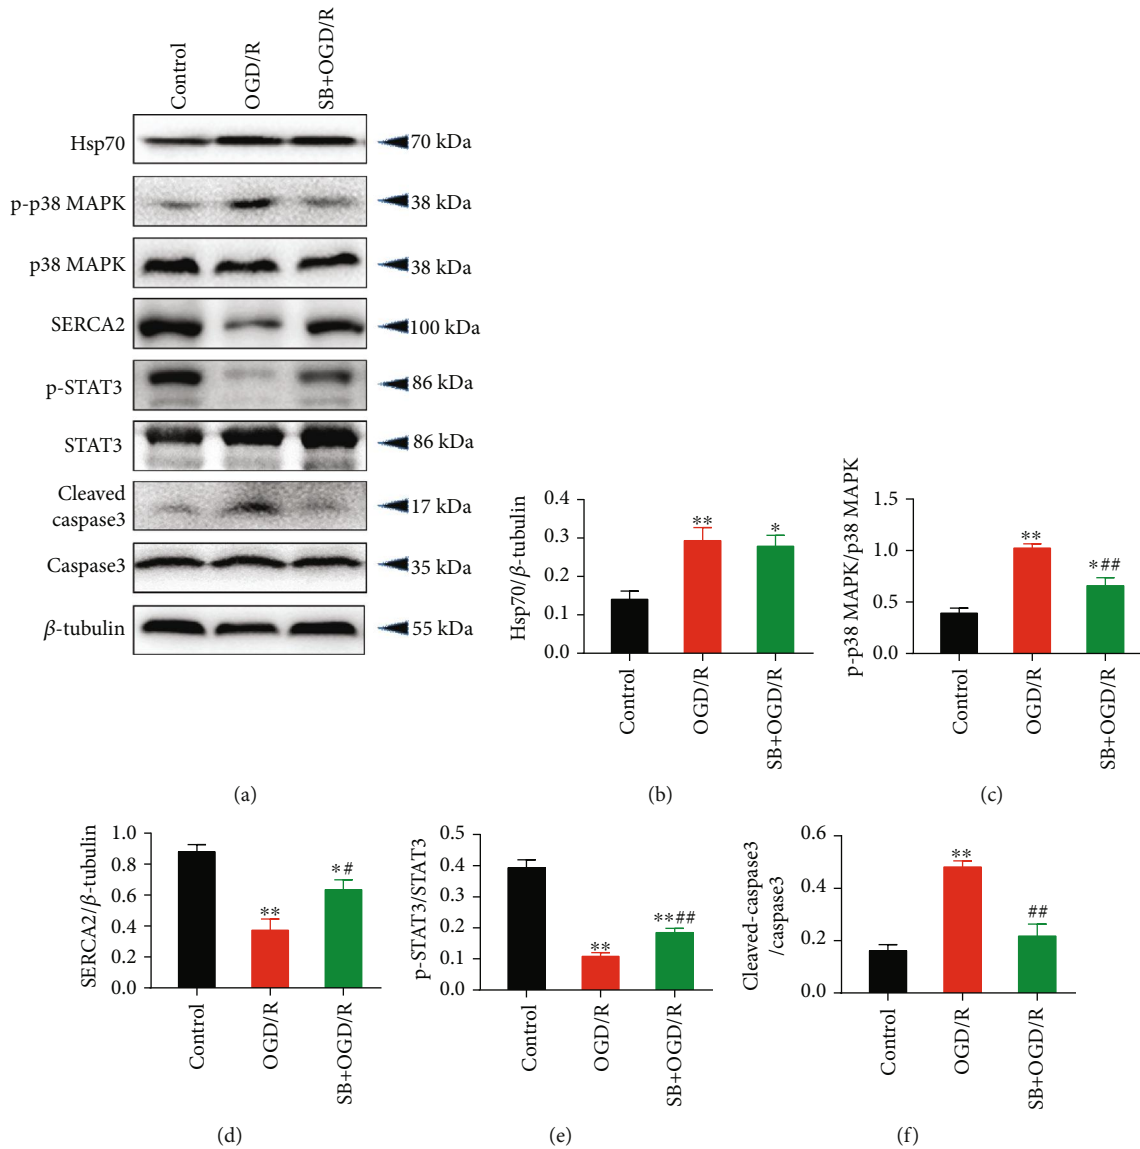 Control
OGD/R
SB+OGD/R
Hsp70
70 kDa
p-p38 MAPK
38 kDa
p38 MAPK
38 kDa
SERCA2
100 kDa
p-STAT3
86 kDa
STAT3
86 kDa
Cleaved
caspase3
17 kDa
Caspase3
35 kDa
β-tubulin
55 kDa
(a)
Hsp70/β-tubulin
0.4
0.3
0.2
0.1
0.0
**
*
Control
OGD/R
SB+OGD/R
(b)
p-p38 MAPK/p38 MAPK
1.5
1.0
0.5
0.0
**
*##
Control
OGD/R
SB+OGD/R
(c)
SERCA2/β-tubulin
1.0
0.8
0.6
0.4
0.2
0.0
**
*#
Control
OGD/R
SB+OGD/R
(d)
p-STAT3/STAT3
0.5
0.4
0.3
0.2
0.1
0.0
**
**##
Control
OGD/R
SB+OGD/R
(e)
Cleaved-caspase3
/caspase3
0.6
0.4
0.2
0.0
**
##
Control
OGD/R
SB+OGD/R
(f)